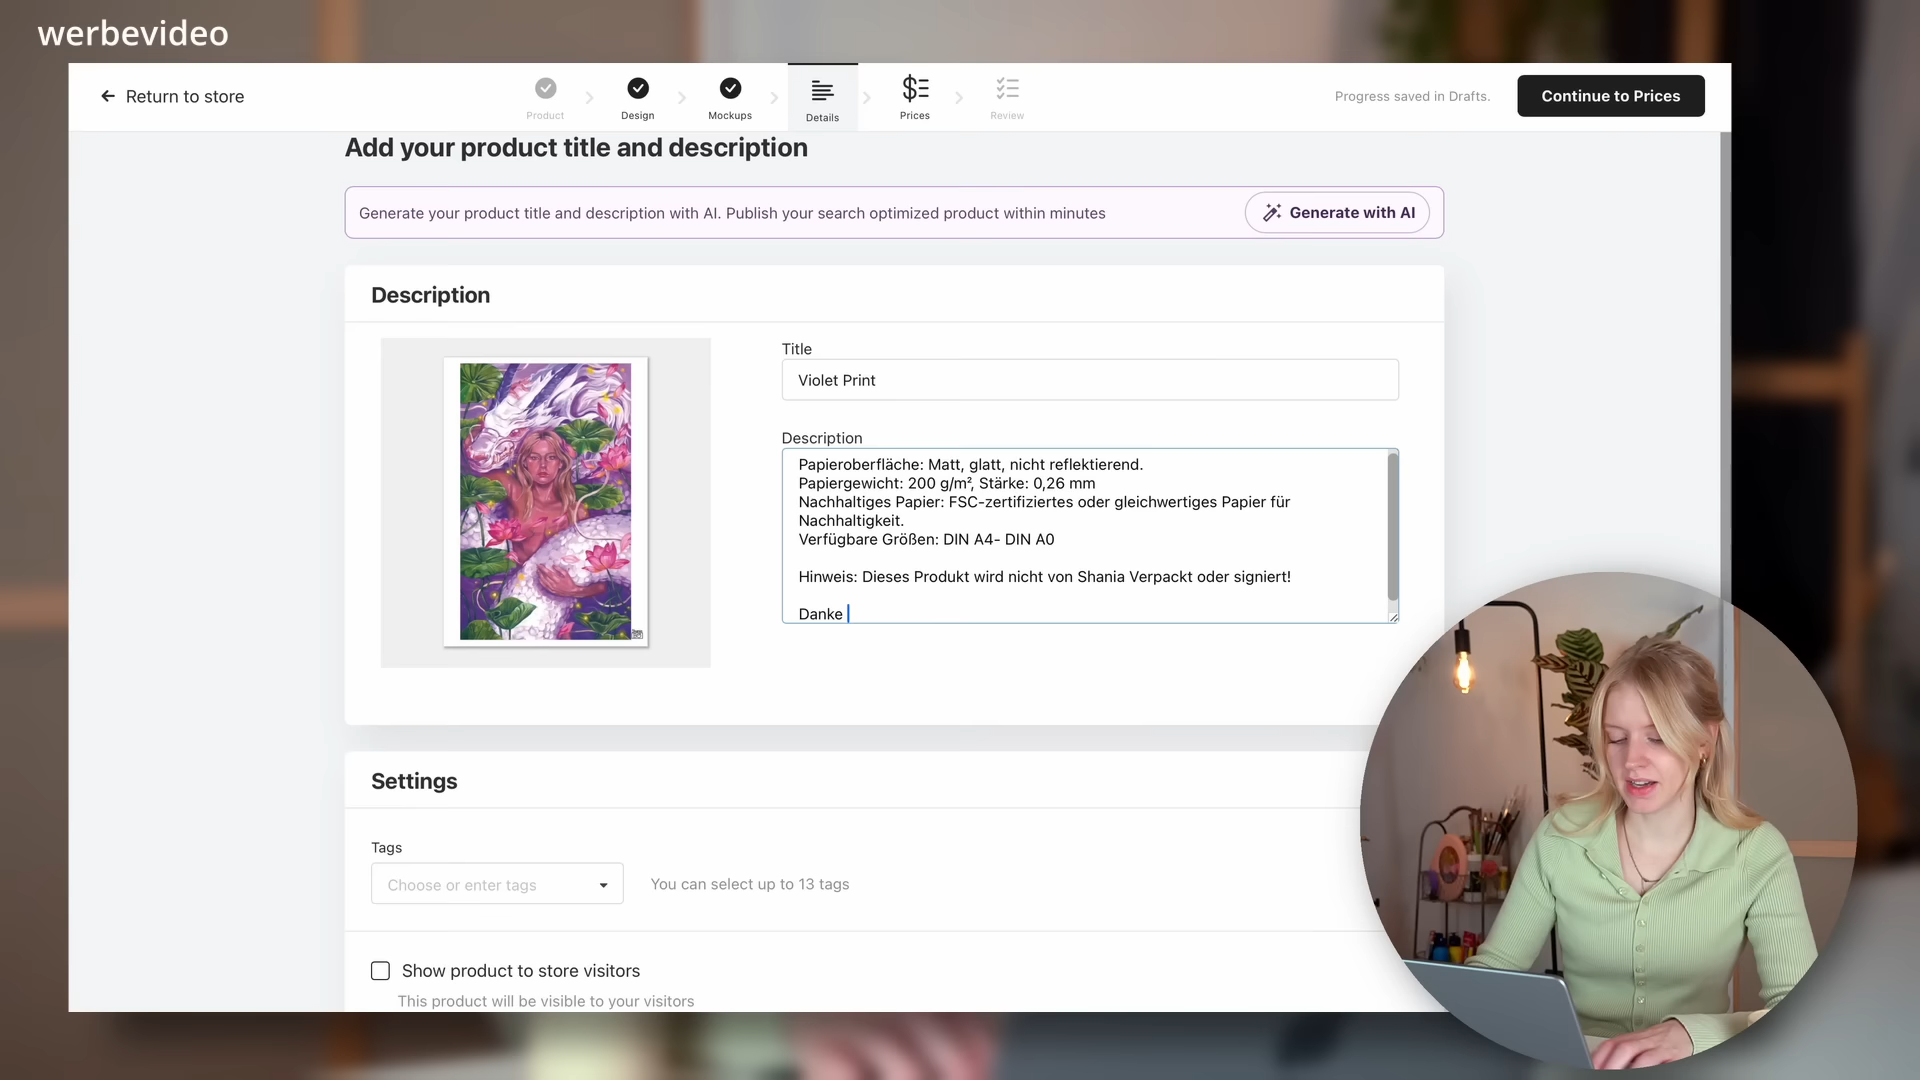 werbevideo
Return to store
Product
Design
Mockups
Details
Prices
Review
Progress saved in Drafts.
Continue to Prices
Add your product title and description
Generate your product title and description with AI. Publish your search optimized product within minutes
Generate with AI
Description
Title
Violet Print
Description
Papieroberfläche: Matt, glatt, nicht reflektierend.
Papiergewicht: 200 g/m², Stärke: 0,26 mm
Nachhaltiges Papier: FSC-zertifiziertes oder gleichwertiges Papier für
Nachhaltigkeit.
Verfügbare Größen: DIN A4- DIN A0
Hinweis: Dieses Produkt wird nicht von Shania Verpackt oder signiert!
Danke
Settings
Tags
Choose or enter tags
You can select up to 13 tags
Show product to store visitors
This product will be visible to your visitors